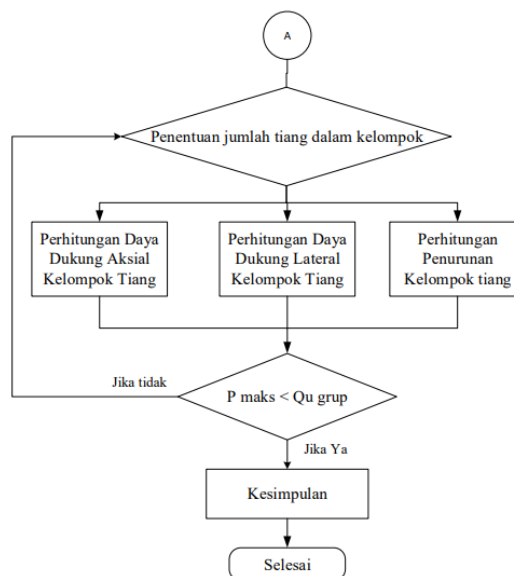 A
Penentuan jumlah tiang dalam kelompok
Perhitungan Daya
Dukung Aksial
Kelompok Tiang
Perhitungan Daya
Dukung Lateral
Kelompok Tiang
Perhitungan
Penurunan
Kelompok tiang
Jika tidak
P maks < Qu grup
Jika Ya
Kesimpulan
Selesai